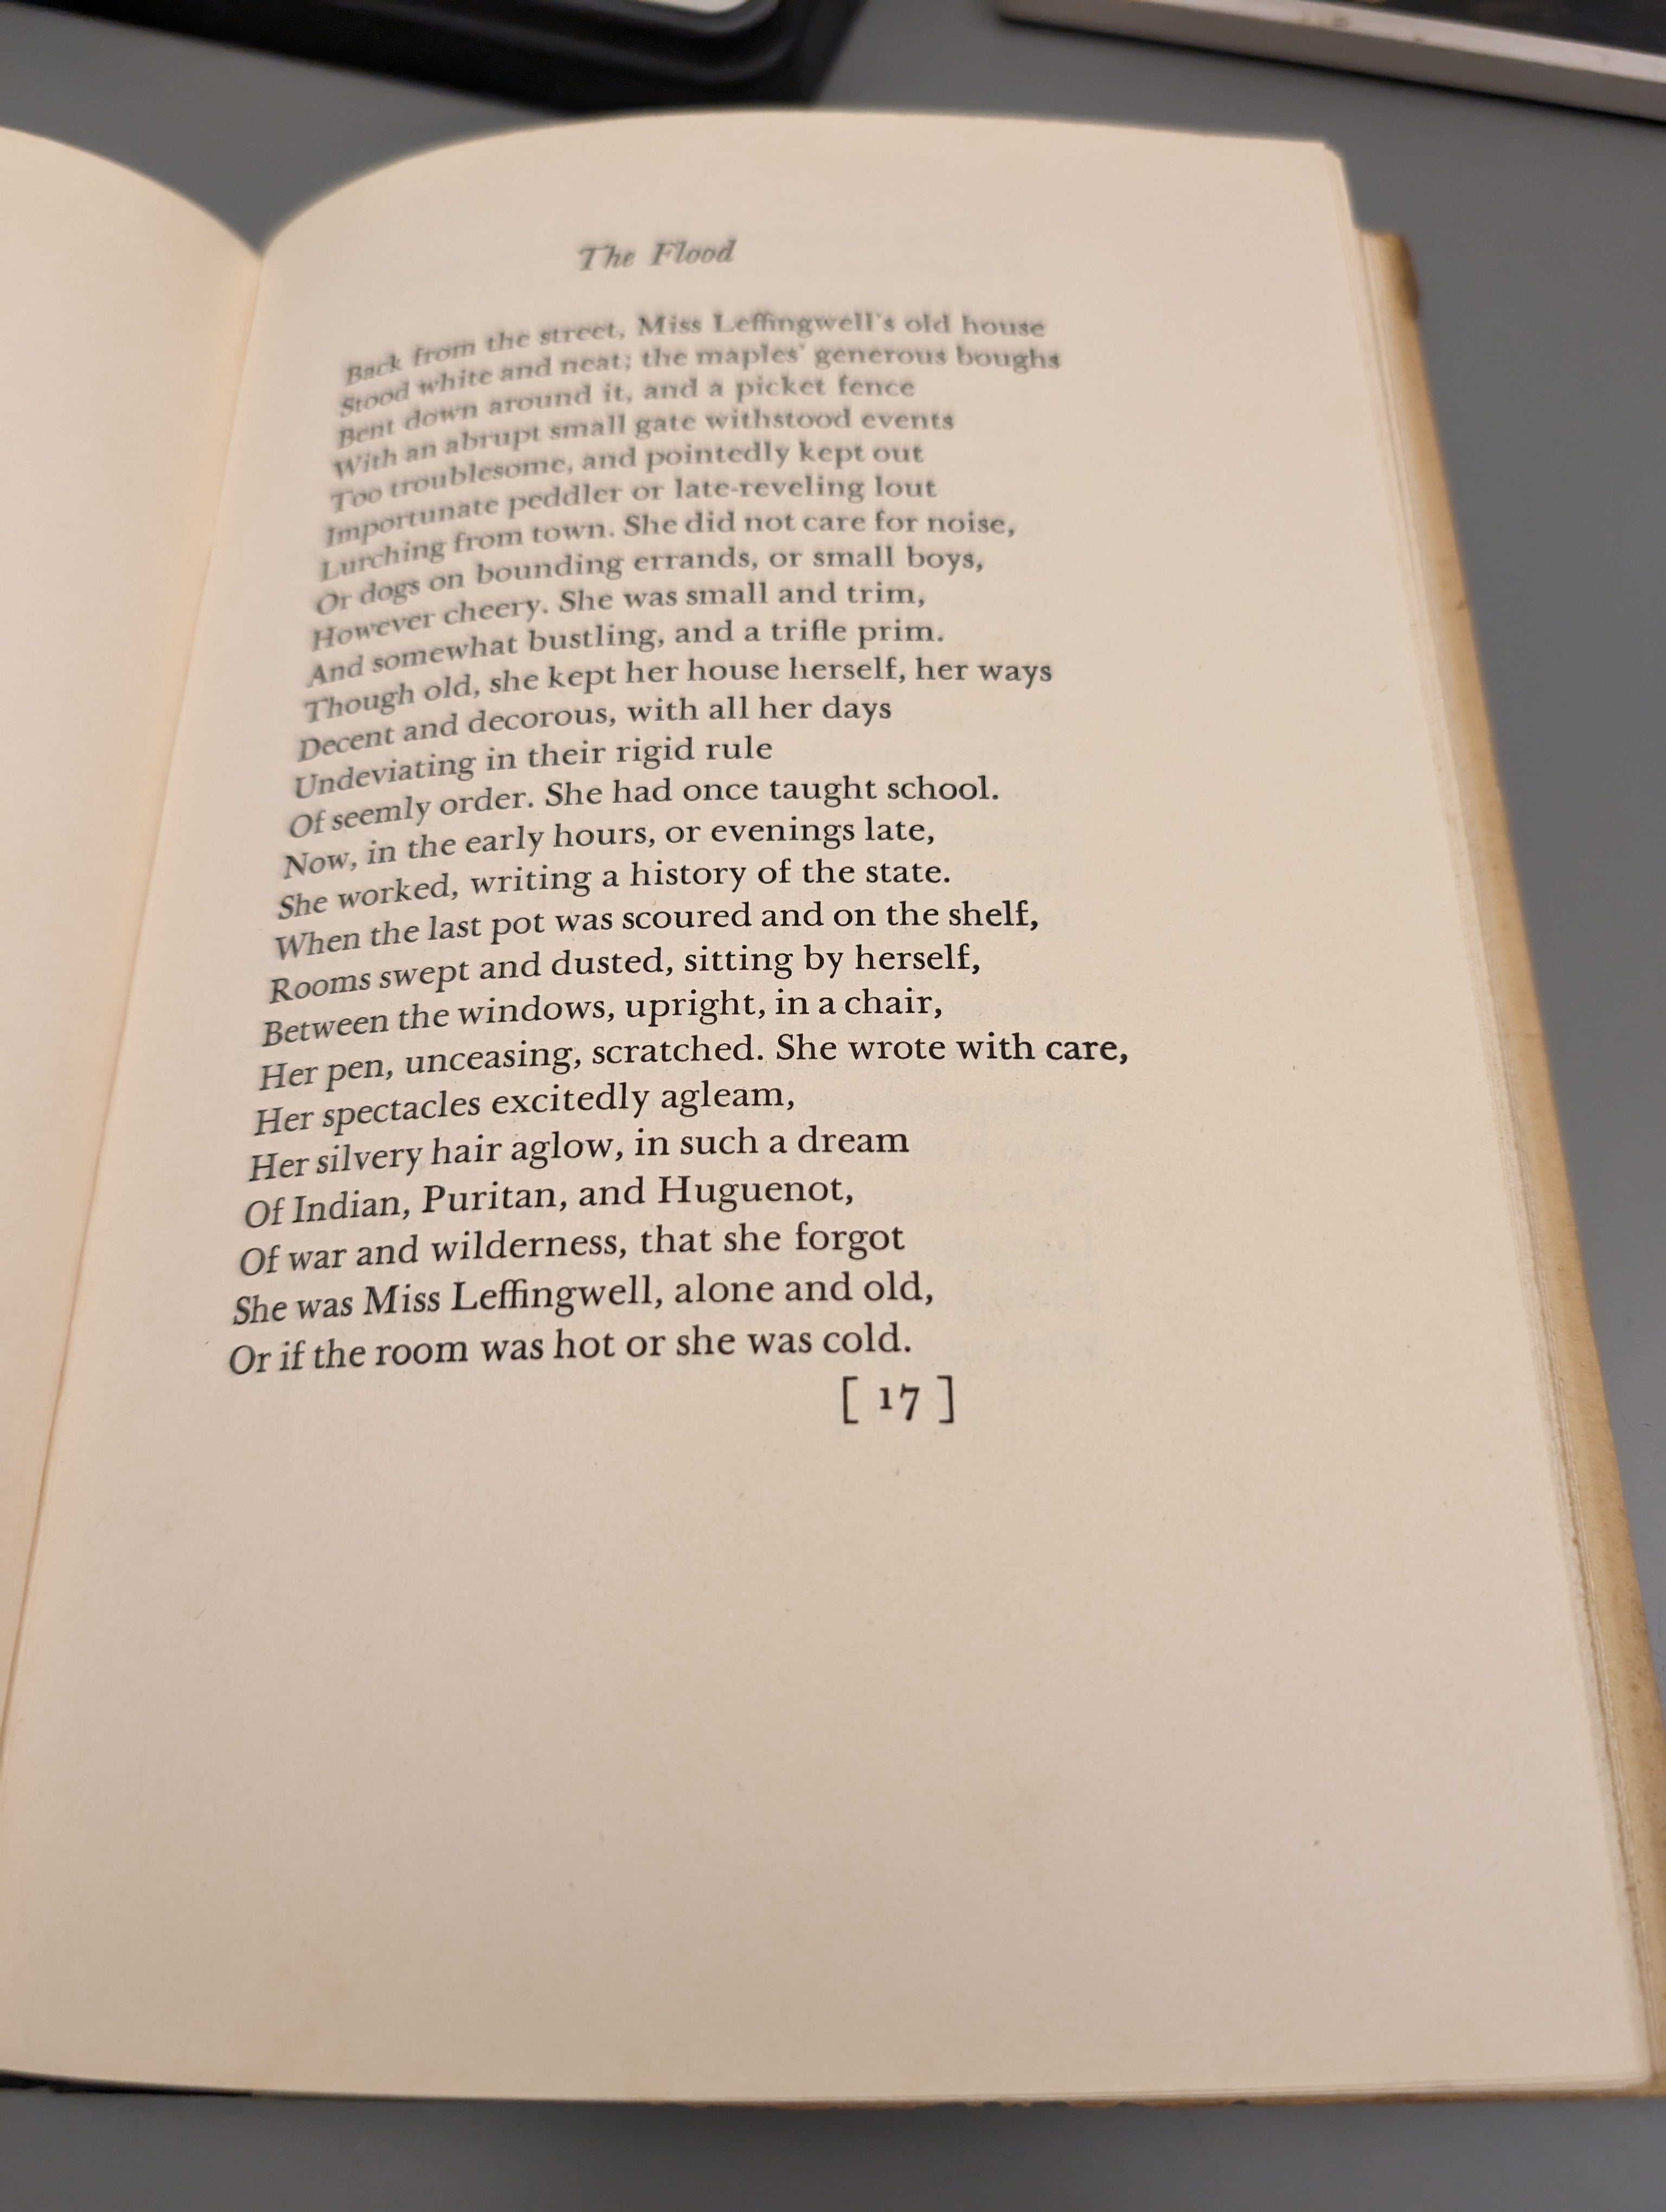 The Flood
Back from the street, Miss Leffingwell's old house
Stood white and neat; the maples' generous boughs
Bent down around it, and a picket fence
With an abrupt small gate withstood events
Too troublesome, and pointedly kept out
Importunate peddler or late-reveling lout
Lurching from town. She did not care for noise,
Or dogs on bounding errands, or small boys,
However cheery. She was small and trim,
And somewhat bustling, and a trifle prim.
Though old, she kept her house herself, her ways
Decent and decorous, with all her days
Undeviating in their rigid rule
Of seemly order. She had once taught school.
Now, in the early hours, or evenings late,
She worked, writing a history of the state.
When the last pot was scoured and on the shelf,
Rooms swept and dusted, sitting by herself,
Between the windows, upright, in a chair,
Her pen, unceasing, scratched. She wrote with care,
Her spectacles excitedly agleam,
Her silvery hair aglow, in such a dream
Of Indian, Puritan, and Huguenot,
Of war and wilderness, that she forgot
She was Miss Leffingwell, alone and old,
Or if the room was hot or she was cold.
[ 17 ]